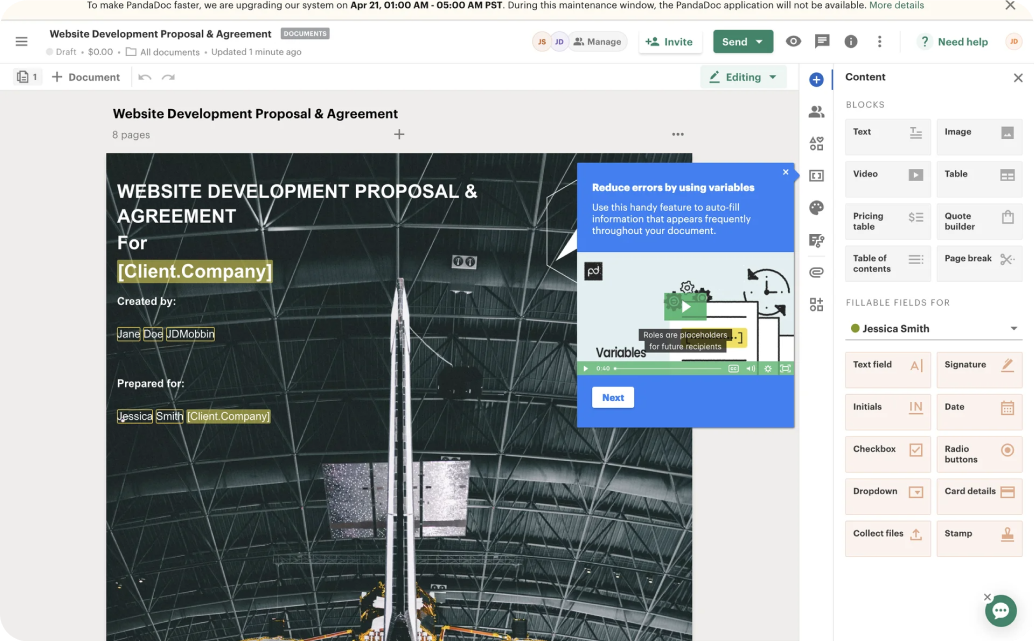 To make PandaDoc faster, we are upgrading our system on Apr 21, 01:00 AM - 05:00 AM PST. During this maintenance window, the PandaDoc application will not be available. More details
Website Development Proposal & Agreement DOCUMENTS
Draft • $0.00 • All documents • Updated 1 minute ago
JS JD Manage
Invite
Send
Need help
JD
1
Document
Editing
Website Development Proposal & Agreement
8 pages
WEBSITE DEVELOPMENT PROPOSAL &
AGREEMENT
For
[Client.Company]
Created by:
Jane Doe JDMobbin
Prepared for:
Jessica Smith [Client.Company]
Reduce errors by using variables
Use this handy feature to auto-fill
information that appears frequently
throughout your document.
pd
Roles are placeholders
for future recipients
Variables
0:40
Next
Content
BLOCKS
Text
Image
Video
Table
Pricing
table
Quote
builder
Table of
contents
Page break
FILLABLE FIELDS FOR
Jessica Smith
Text field
Signature
Initials
Date
Checkbox
Radio
buttons
Dropdown
Card details
Collect files
Stamp